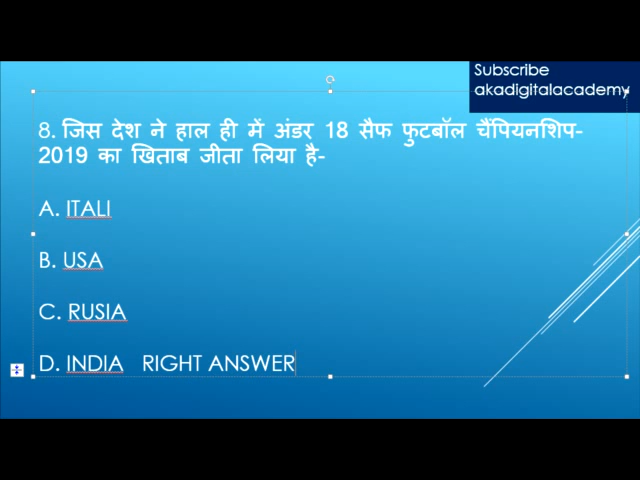 Subscribe
akadigitalacademy
8. जिस देश ने हाल ही में अंडर 18 सैफ फुटबॉल चैंपियनशिप-
2019 का खिताब जीता लिया है-
A. ITALI
B. USA
C. RUSIA
D. INDIA RIGHT ANSWER